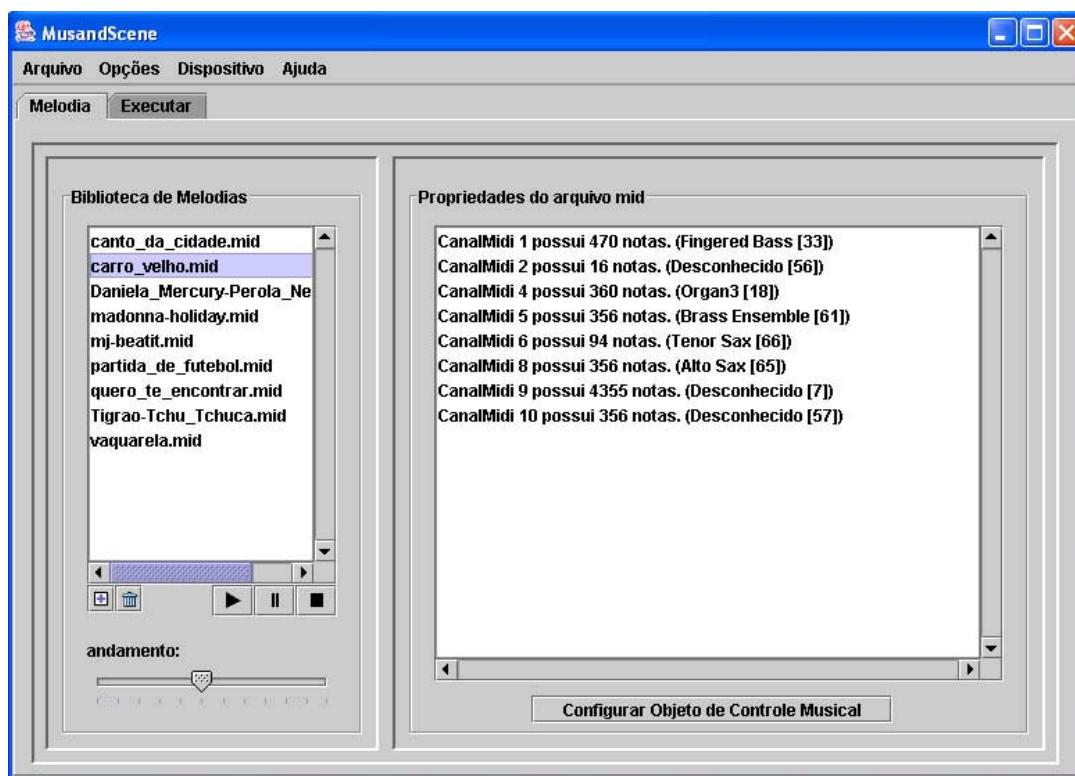 MusandScene
Arquivo Opções Dispositivo Ajuda
Melodia Executar
Biblioteca de Melodias
canto_da_cidade.mid
carro_velho.mid
Daniela_Mercury-Perola_Ne
madonna-holiday.mid
mj-beatit.mid
partida_de_futebol.mid
quero_te_encontrar.mid
Tigrao-Tchu_Tchuca.mid
vaquarela.mid
andamento:
Propriedades do arquivo mid
CanalMidi 1 possui 470 notas. (Fingered Bass [33])
CanalMidi 2 possui 16 notas. (Desconhecido [56])
CanalMidi 4 possui 360 notas. (Organ3 [18])
CanalMidi 5 possui 356 notas. (Brass Ensemble [61])
CanalMidi 6 possui 94 notas. (Tenor Sax [66])
CanalMidi 8 possui 356 notas. (Alto Sax [65])
CanalMidi 9 possui 4355 notas. (Desconhecido [7])
CanalMidi 10 possui 356 notas. (Desconhecido [57])
Configurar Objeto de Controle Musical